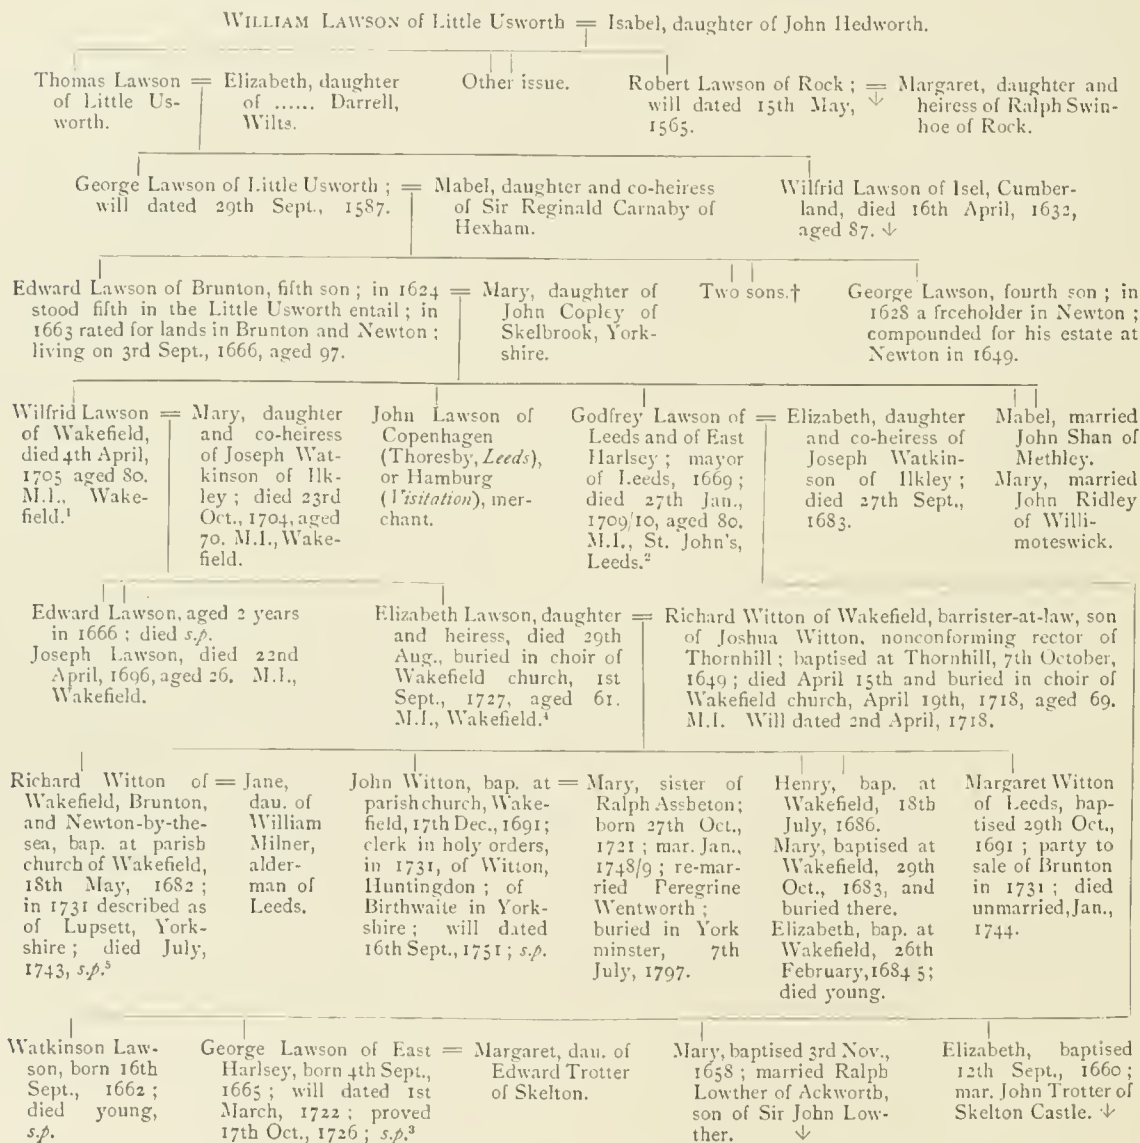 WILLIAM LAWSON of Little Usworth = Isabel, daughter of John Hedworth.
Thomas Lawson
of Little Us-
worth.
= Elizabeth, daughter
of ...... Darrell,
Wilts.
Other issue.
Robert Lawson of Rock ;
will dated 15th May,
1565.
= Margaret, daughter and
heiress of Ralph Swin-
hoe of Rock.
George Lawson of Little Usworth ;
will dated 29th Sept., 1587.
= Mabel, daughter and co-heiress
of Sir Reginald Carnaby of
Hexham.
Wilfrid Lawson of Isel, Cumber-
land, died 16th April, 1632,
aged 87. ↓
Edward Lawson of Brunton, fifth son ; in 1624
stood fifth in the Little Usworth entail ; in
1663 rated for lands in Brunton and Newton ;
living on 3rd Sept., 1666, aged 97.
= Mary, daughter of
John Copley of
Skelbrook, York-
shire.
Two sons.†
George Lawson, fourth son ; in
1628 a freeholder in Newton ;
compounded for his estate at
Newton in 1649.
Wilfrid Lawson
of Wakefield,
died 4th April,
1705 aged 80.
M.I., Wake-
field.¹
= Mary, daughter
and co-heiress
of Joseph Wat-
kinson of Ilk-
ley ; died 23rd
Oct., 1704, aged
70. M.I., Wake-
field.
John Lawson of
Copenhagen
(Thoresby, Leeds),
or Hamburg
(Visitation), mer-
chant.
Godfrey Lawson of
Leeds and of East
Harlsey ; mayor
of Leeds, 1669 ;
died 27th Jan.,
1709/10, aged 80.
M.I., St. John's,
Leeds.²
= Elizabeth, daughter
and co-heiress of
Joseph Watkin-
son of Ilkley ;
died 27th Sept.,
1683.
Mabel, married
John Shan of
Methley.
Mary, married
John Ridley
of Willi-
moteswick.
Edward Lawson, aged 2 years
in 1666 ; died s.p.
Joseph Lawson, died 22nd
April, 1696, aged 26. M.I.,
Wakefield.
Elizabeth Lawson, daughter
and heiress, died 29th
Aug., buried in choir of
Wakefield church, 1st
Sept., 1727, aged 61.
M.I., Wakefield.⁴
= Richard Witton of Wakefield, barrister-at-law, son
of Joshua Witton, nonconforming rector of
Thornhill ; baptised at Thornhill, 7th October,
1649 ; died April 15th and buried in choir of
Wakefield church, April 19th, 1718, aged 69.
M.I. Will dated 2nd April, 1718.
Richard Witton of
Wakefield, Brunton,
and Newton-by-the-
sea, bap. at parish
church of Wakefield,
18th May, 1682 ;
in 1731 described as
of Lupsett, York-
shire ; died July,
1743, s.p.⁵
= Jane,
dau. of
William
Milner,
alder-
man of
Leeds.
John Witton, bap. at
parish church, Wake-
field, 17th Dec., 1691 ;
clerk in holy orders,
in 1731, of Witton,
Huntingdon ; of
Birthwaite in York-
shire ; will dated
16th Sept., 1751 ; s.p.
= Mary, sister of
Ralph Assheton;
born 27th Oct.,
1721 ; mar. Jan.,
1748/9 ; re-mar-
ried Peregrine
Wentworth ;
buried in York
minster, 7th
July, 1797.
Henry, bap. at
Wakefield, 18th
July, 1686.
Mary, baptised at
Wakefield, 29th
Oct., 1683, and
buried there.
Elizabeth, bap. at
Wakefield, 26th
February, 1684 5;
died young.
Margaret Witton
of Leeds, bap-
tised 29th Oct.,
1691 ; party to
sale of Brunton
in 1731 ; died
unmarried, Jan.,
1744.
Watkinson Law-
son, born 16th
Sept., 1662 ;
died young,
s.p.
George Lawson of East
Harlsey, born 4th Sept.,
1665 ; will dated 1st
March, 1722 ; proved
17th Oct., 1726 ; s.p.³
= Margaret, dau. of
Edward Trotter
of Skelton.
Mary, baptised 3rd Nov.,
1658 ; married Ralph
Lowther of Ackworth,
son of Sir John Low-
ther. ↓
Elizabeth, baptised
12th Sept., 1660 ;
mar. John Trotter of
Skelton Castle. ↓